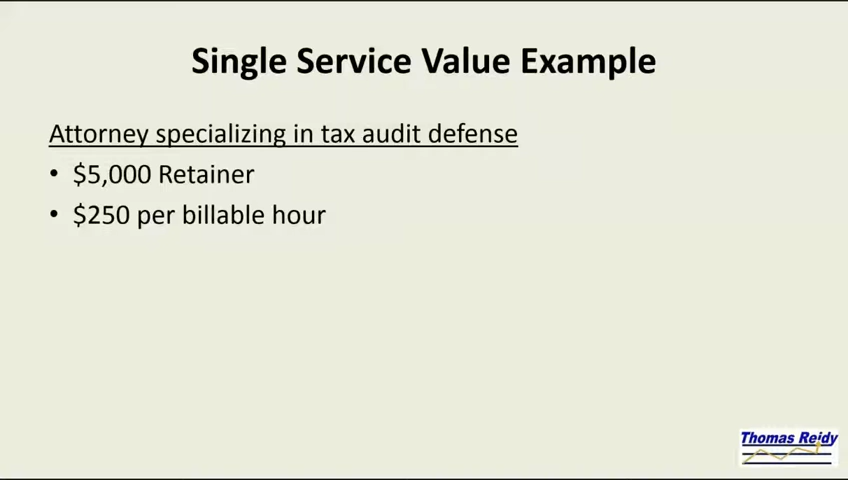 Single Service Value Example
Attorney specializing in tax audit defense
• $5,000 Retainer
• $250 per billable hour
Thomas Reidy